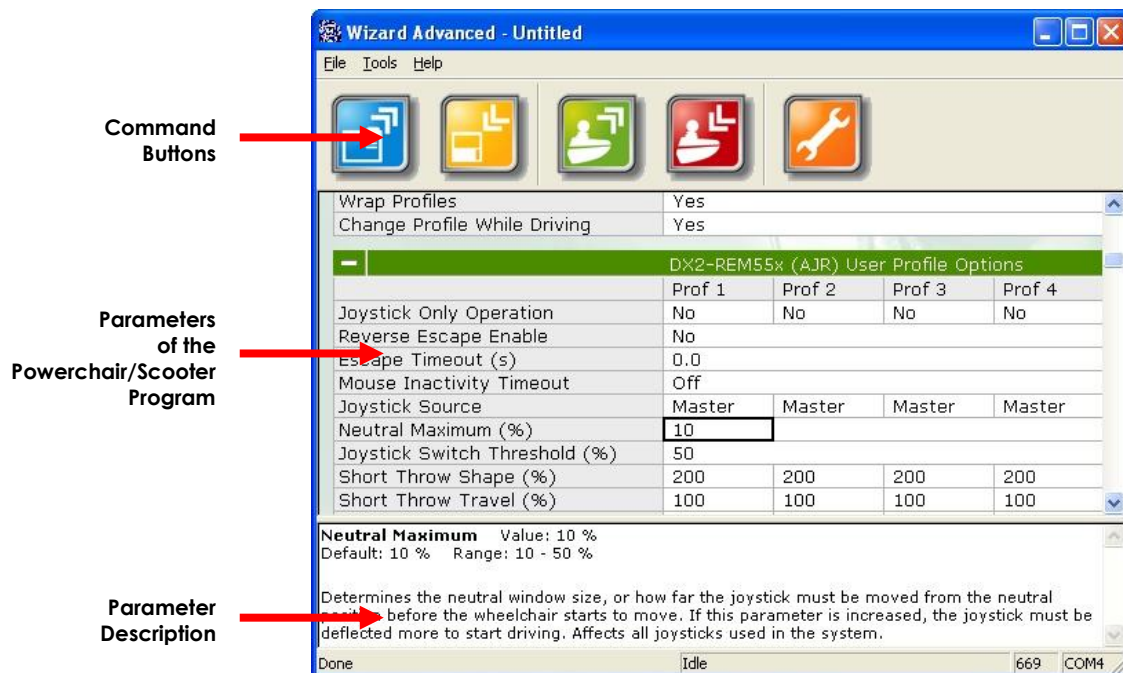 Wizard Advanced - Untitled
File Tools Help
Command
Buttons
Wrap Profiles Yes
Change Profile While Driving Yes
DX2-REM55x (AJR) User Profile Options
Prof 1 Prof 2 Prof 3 Prof 4
Joystick Only Operation No No No No
Reverse Escape Enable No
Escape Timeout (s) 0.0
Mouse Inactivity Timeout Off
Joystick Source Master Master Master Master
Neutral Maximum (%) 10
Joystick Switch Threshold (%) 50
Short Throw Shape (%) 200 200 200 200
Short Throw Travel (%) 100 100 100 100
Parameters
of the
Powerchair/Scooter
Program
Neutral Maximum Value: 10 %
Default: 10 % Range: 10 - 50 %
Determines the neutral window size, or how far the joystick must be moved from the neutral
position before the wheelchair starts to move. If this parameter is increased, the joystick must be
deflected more to start driving. Affects all joysticks used in the system.
Parameter
Description
Done Idle 669 COM4